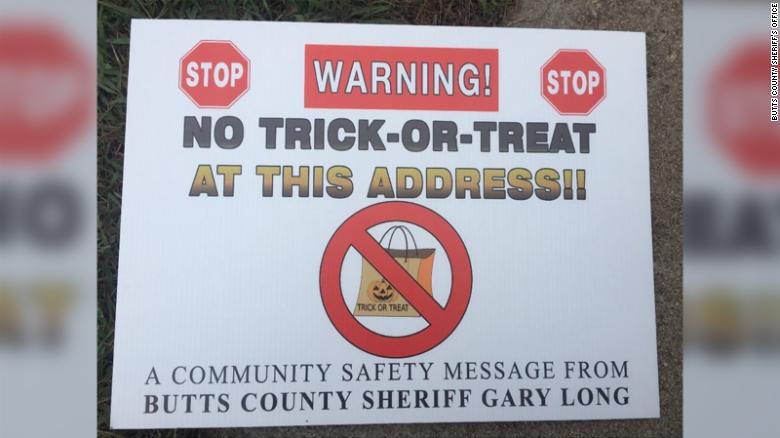 STOP WARNING! STOP
NO TRICK-OR-TREAT
AT THIS ADDRESS!!
TRICK OR TREAT
A COMMUNITY SAFETY MESSAGE FROM
BUTTS COUNTY SHERIFF GARY LONG
BUTTS COUNTY SHERIFF'S OFFICE